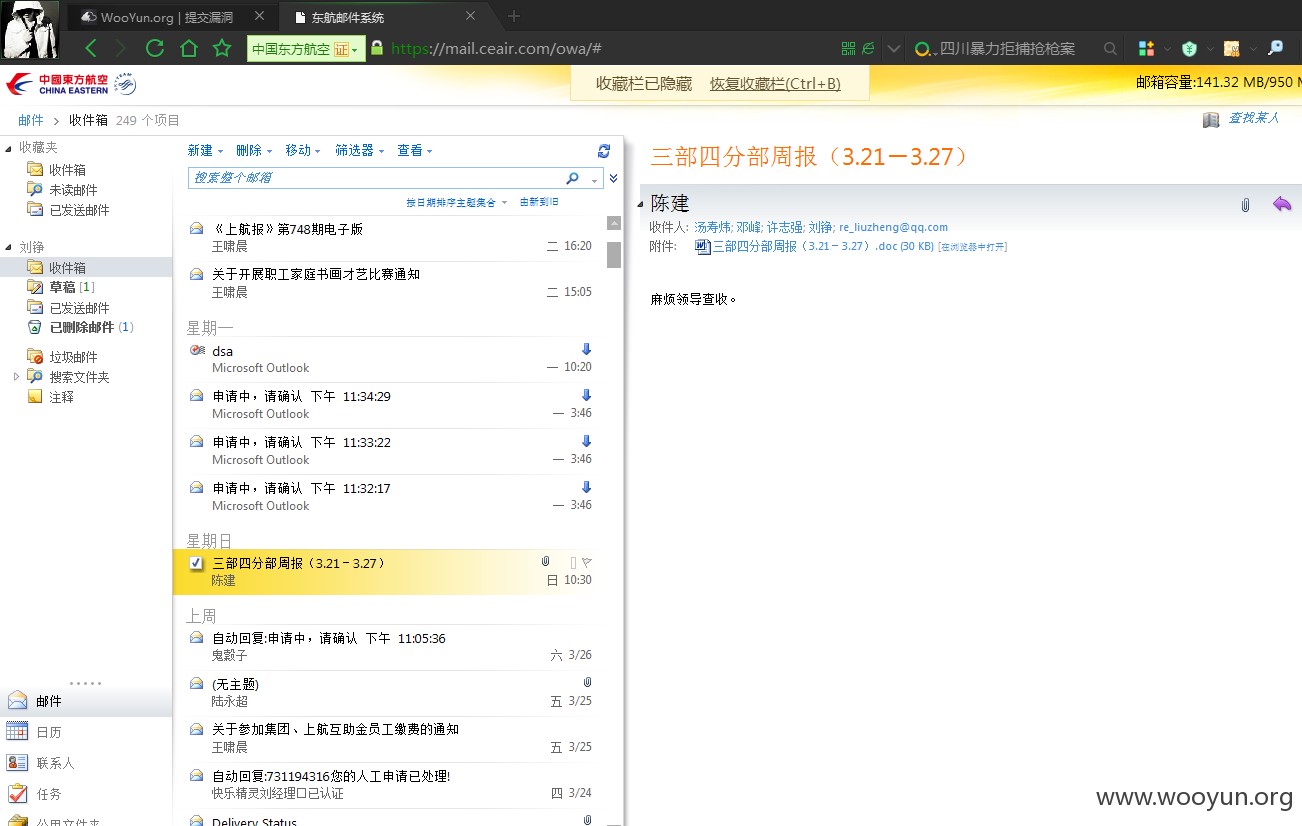 WooYun.org | 提交漏洞
东航邮件系统
中国东方航空 证
https://mail.ceair.com/owa/#
四川暴力拒捕抢枪案
中國東方航空
CHINA EASTERN
收藏栏已隐藏 恢复收藏栏(Ctrl+B)
邮箱容量:141.32 MB/950 M
邮件 > 收件箱 249 个项目
查找某人
收藏夹
收件箱
未读邮件
已发送邮件
刘铮
收件箱
草稿 [1]
已发送邮件
已删除邮件 (1)
垃圾邮件
搜索文件夹
注释
邮件
日历
联系人
任务
公用文件夹
新建 删除 移动 筛选器 查看
搜索整个邮箱
按日期排序主题集合 由新到旧
《上航报》第748期电子版
王啸晨 二 16:20
关于开展职工家庭书画才艺比赛通知
王啸晨 二 15:05
星期一
dsa
Microsoft Outlook 一 10:20
申请中，请确认 下午 11:34:29
Microsoft Outlook 一 3:46
申请中，请确认 下午 11:33:22
Microsoft Outlook 一 3:46
申请中，请确认 下午 11:32:17
Microsoft Outlook 一 3:46
星期日
三部四分部周报（3.21－3.27）
陈建 日 10:30
上周
自动回复:申请中，请确认 下午 11:05:36
鬼穀子 六 3/26
(无主题)
陆永超 五 3/25
关于参加集团、上航互助金员工缴费的通知
王啸晨 五 3/25
自动回复:731194316您的人工申请已处理!
快乐精灵刘经理口已认证 四 3/24
Delivery Status
三部四分部周报（3.21－3.27）
陈建
收件人: 汤寿炜; 邓峰; 许志强; 刘铮; re_liuzheng@qq.com
附件: 三部四分部周报（3.21－3.27）.doc (30 KB) [在浏览器中打开]
麻烦领导查收。
www.wooyun.org